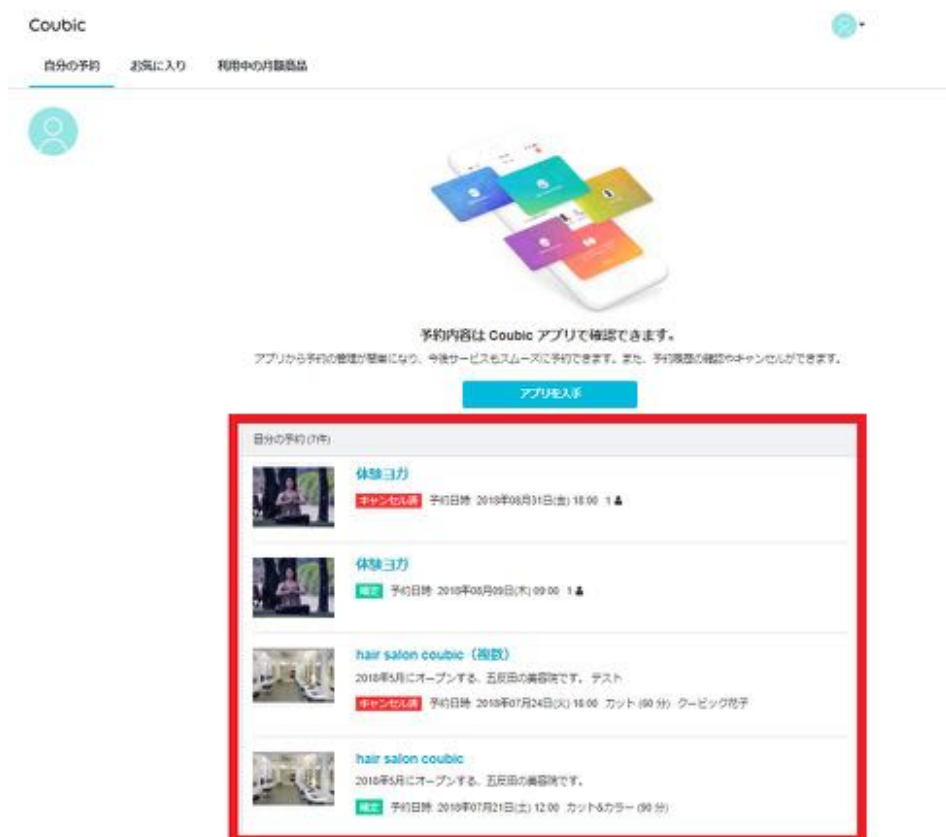 Coubic
自分の予約 お気に入り 利用中の月額商品
予約内容は Coubic アプリで確認できます。
アプリから予約の管理が簡単になり、今後サービスもスムーズに予約できます。また、予約履歴の確認やキャンセルができます。
アプリを入手
自分の予約 (7件)
体験ヨガ
キャンセル済 予約日時 2018年08月31日(金) 18:00 1
体験ヨガ
確定 予約日時 2018年08月09日(木) 09:00 1
hair salon coubic（複数）
2018年5月にオープンする、五反田の美容院です。 テスト
キャンセル済 予約日時 2018年07月24日(火) 16:00 カット (60 分) クービック花子
hair salon coubic
2018年5月にオープンする、五反田の美容院です。
確定 予約日時 2018年07月21日(土) 12:00 カット&カラー (90 分)